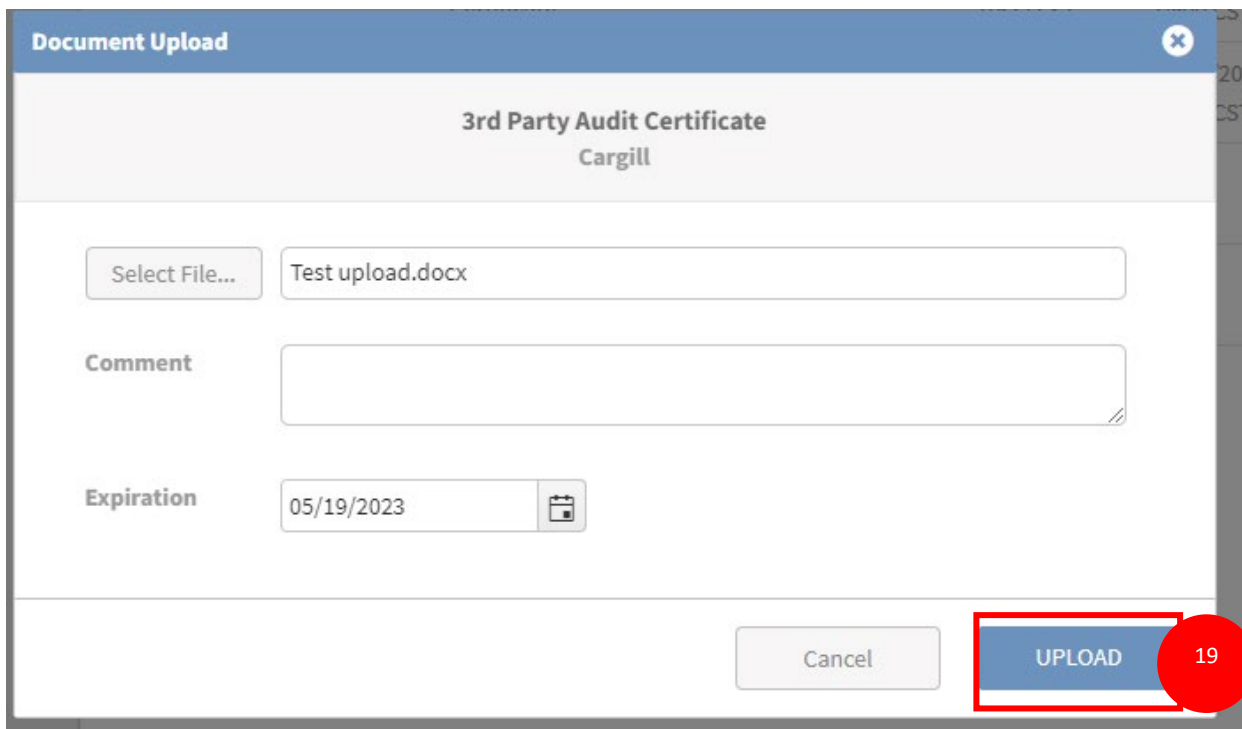 Document Upload
3rd Party Audit Certificate
Cargill
Select File...
Test upload.docx
Comment
Expiration
05/19/2023
Cancel
UPLOAD
19